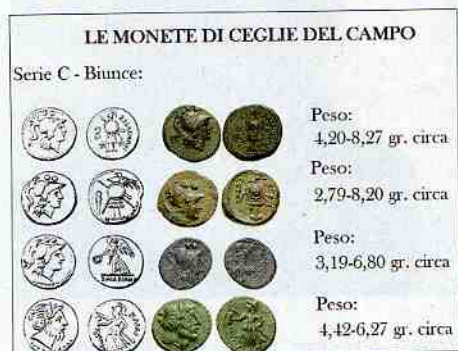 LE MONETE DI CEGLIE DEL CAMPO
Serie C - Biunce:
Peso:
4,20-8,27 gr. circa
Peso:
2,79-8,20 gr. circa
Peso:
3,19-6,80 gr. circa
Peso:
4,42-6,27 gr. circa